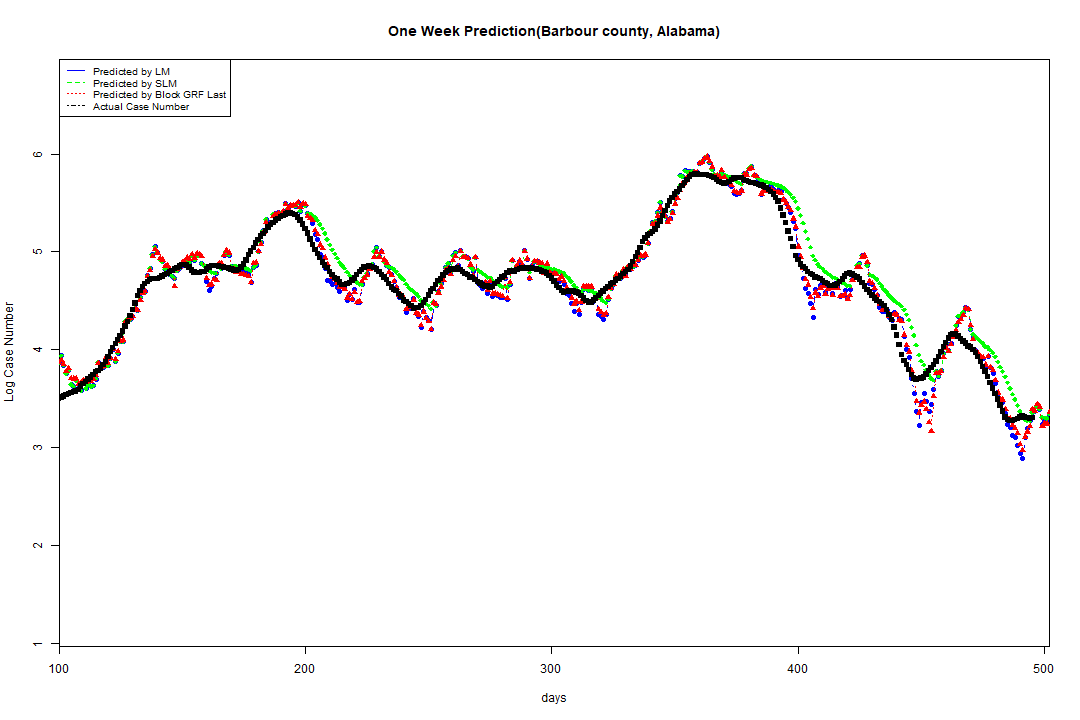 One Week Prediction(Barbour county, Alabama)
Predicted by LM
Predicted by SLM
Predicted by Block GRF Last
Actual Case Number
Log Case Number
6
5
4
3
2
1
100 200 300 400 500
days